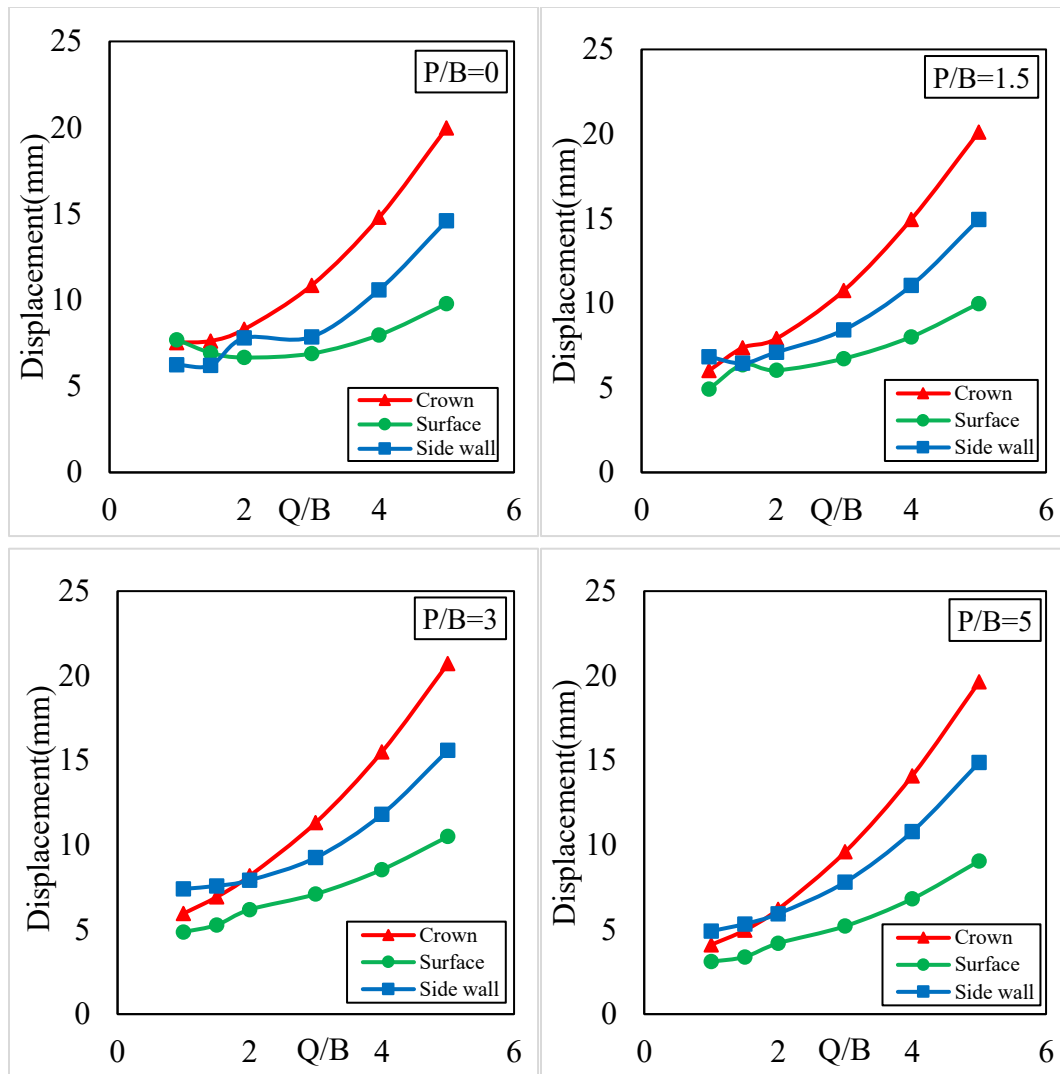 P/B=0
Displacement(mm)
25
20
15
10
5
0
Crown
Surface
Side wall
0
2
Q/B
4
6
P/B=1.5
Displacement(mm)
25
20
15
10
5
0
Crown
Surface
Side wall
0
2
Q/B
4
6
P/B=3
Displacement(mm)
25
20
15
10
5
0
Crown
Surface
Side wall
0
2
Q/B
4
6
P/B=5
Displacement(mm)
25
20
15
10
5
0
Crown
Surface
Side wall
0
2
Q/B
4
6